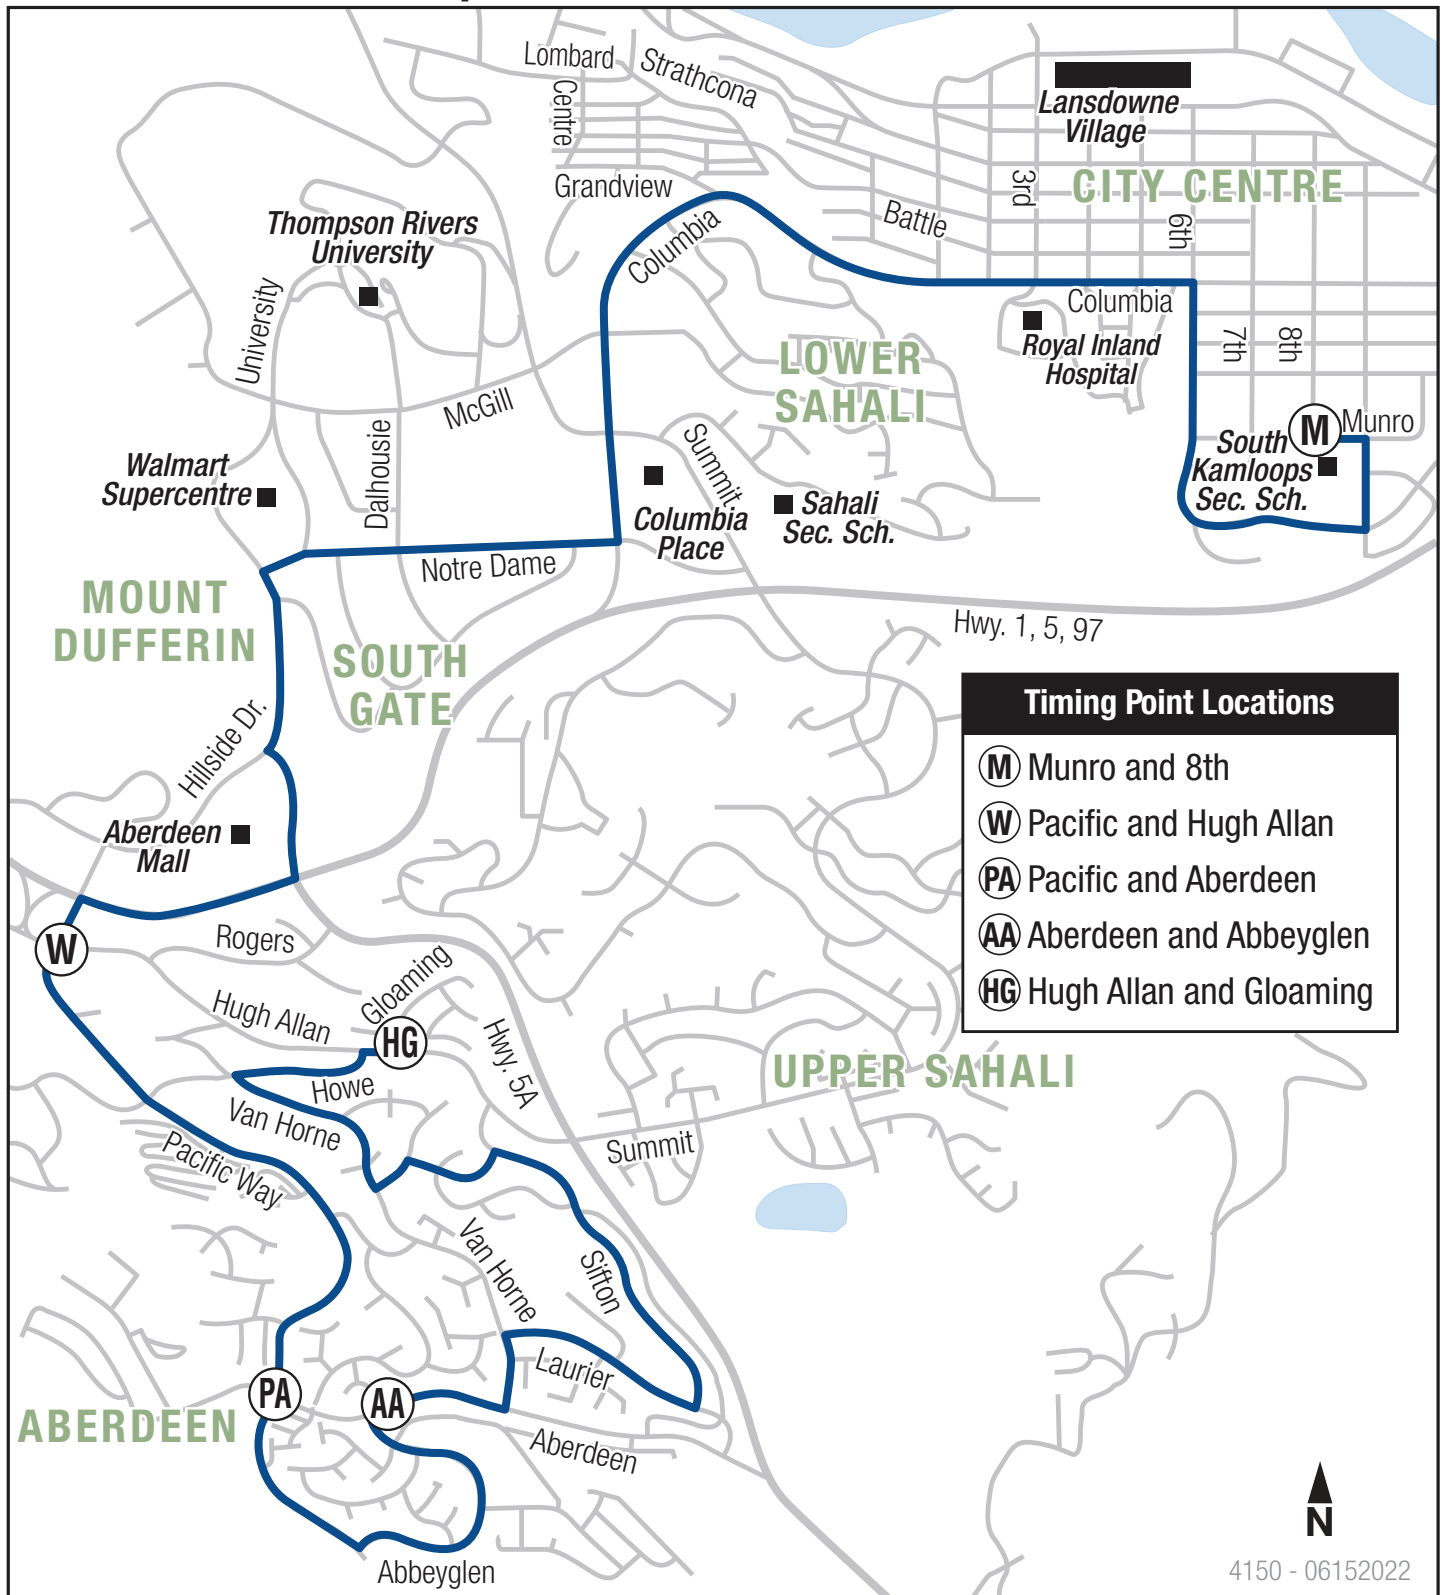 Lombard
Strathcona
Centre
Grandview
Lansdowne
Village
CITY CENTRE
3rd
6th
Battle
Thompson Rivers
University
Columbia
University
Columbia
Royal Inland
Hospital
7th
8th
LOWER
SAHALI
McGill
Munro
M
South
Kamloops
Sec. Sch.
Summit
Dalhousie
Walmart
Supercentre
Columbia
Place
Sahali
Sec. Sch.
Notre Dame
MOUNT
DUFFERIN
SOUTH
GATE
Hwy. 1, 5, 97
Hillside Dr.
Aberdeen
Mall
Timing Point Locations
M Munro and 8th
W Pacific and Hugh Allan
PA Pacific and Aberdeen
AA Aberdeen and Abbeyglen
HG Hugh Allan and Gloaming
W
Rogers
Gloaming
Hugh Allan
HG
Hwy. 5A
UPPER SAHALI
Howe
Van Horne
Summit
Pacific Way
Van Horne
Sifton
Laurier
PA
AA
ABERDEEN
Aberdeen
Abbeyglen
N
4150 - 06152022